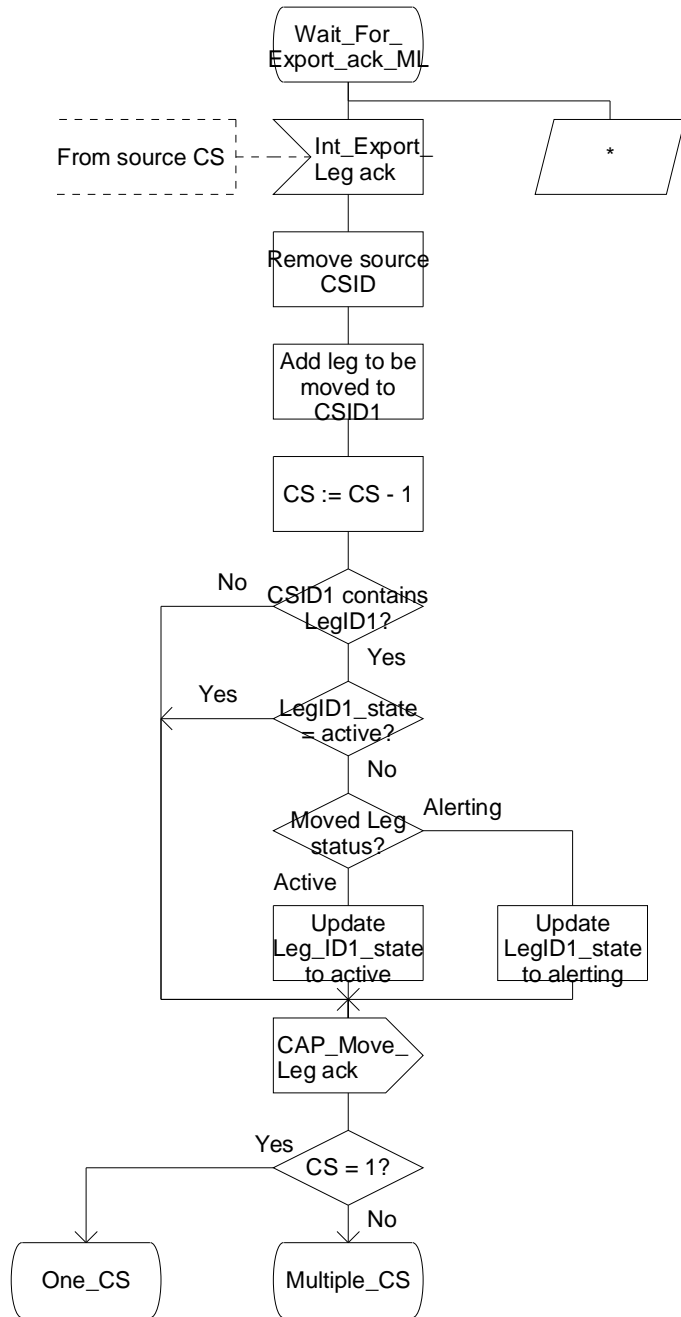 Wait_For_
Export_ack_ML
From source CS
Int_Export_
Leg ack
*
Remove source
CSID
Add leg to be
moved to
CSID1
CS := CS - 1
No
CSID1 contains
LegID1?
Yes
Yes
LegID1_state
= active?
No
Alerting
Moved Leg
status?
Active
Update
Leg_ID1_state
to active
Update
LegID1_state
to alerting
CAP_Move_
Leg ack
Yes
CS = 1?
No
One_CS
Multiple_CS